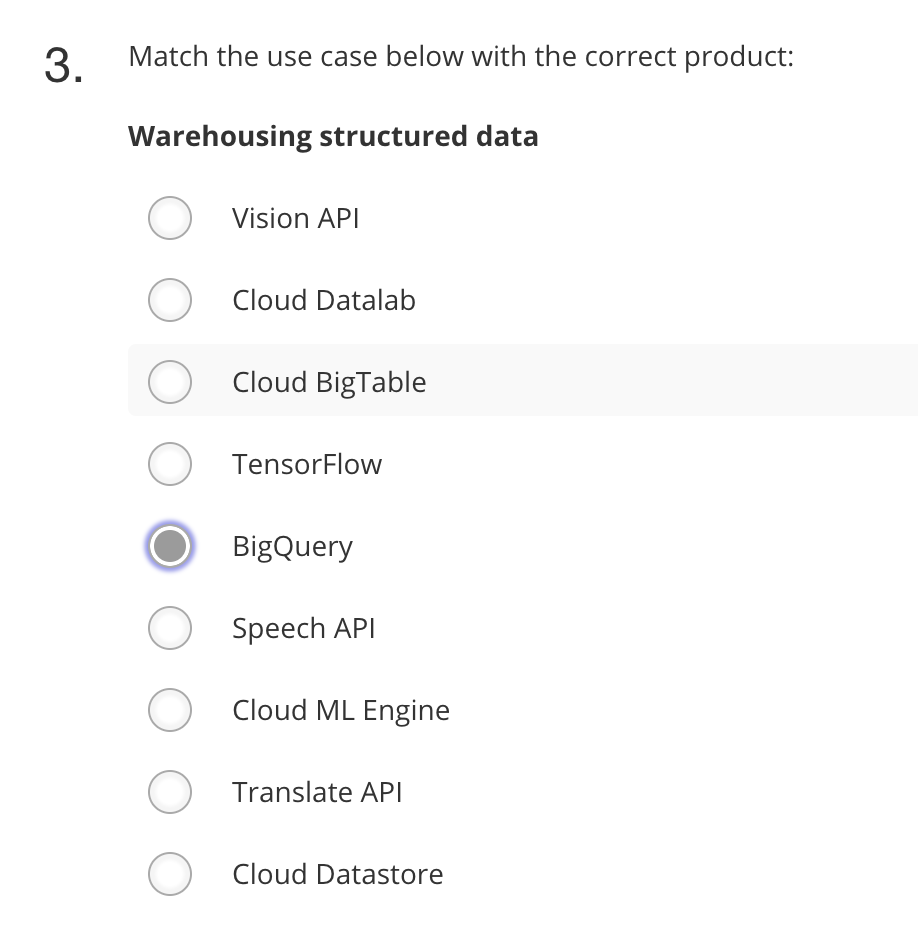 3. Match the use case below with the correct product:
Warehousing structured data
Vision API
Cloud Datalab
Cloud BigTable
TensorFlow
BigQuery
Speech API
Cloud ML Engine
Translate API
Cloud Datastore